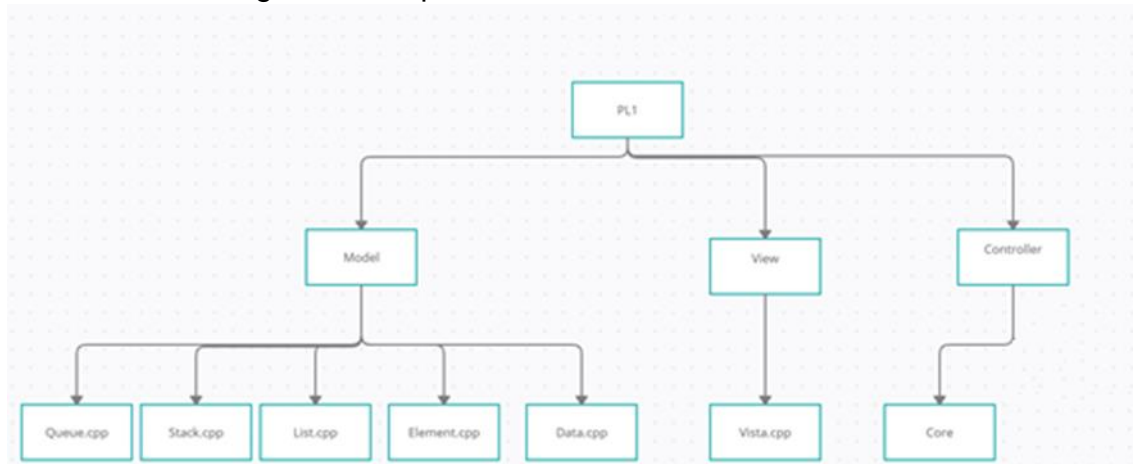 PL1
Model
View
Controller
Queue.cpp
Stack.cpp
List.cpp
Element.cpp
Data.cpp
Vista.cpp
Core